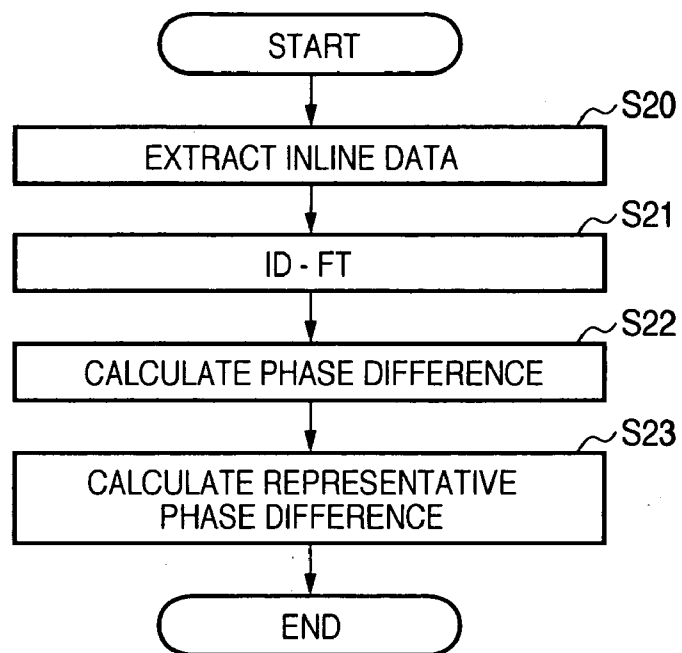 START
S20
EXTRACT INLINE DATA
S21
ID - FT
S22
CALCULATE PHASE DIFFERENCE
S23
CALCULATE REPRESENTATIVE
PHASE DIFFERENCE
END